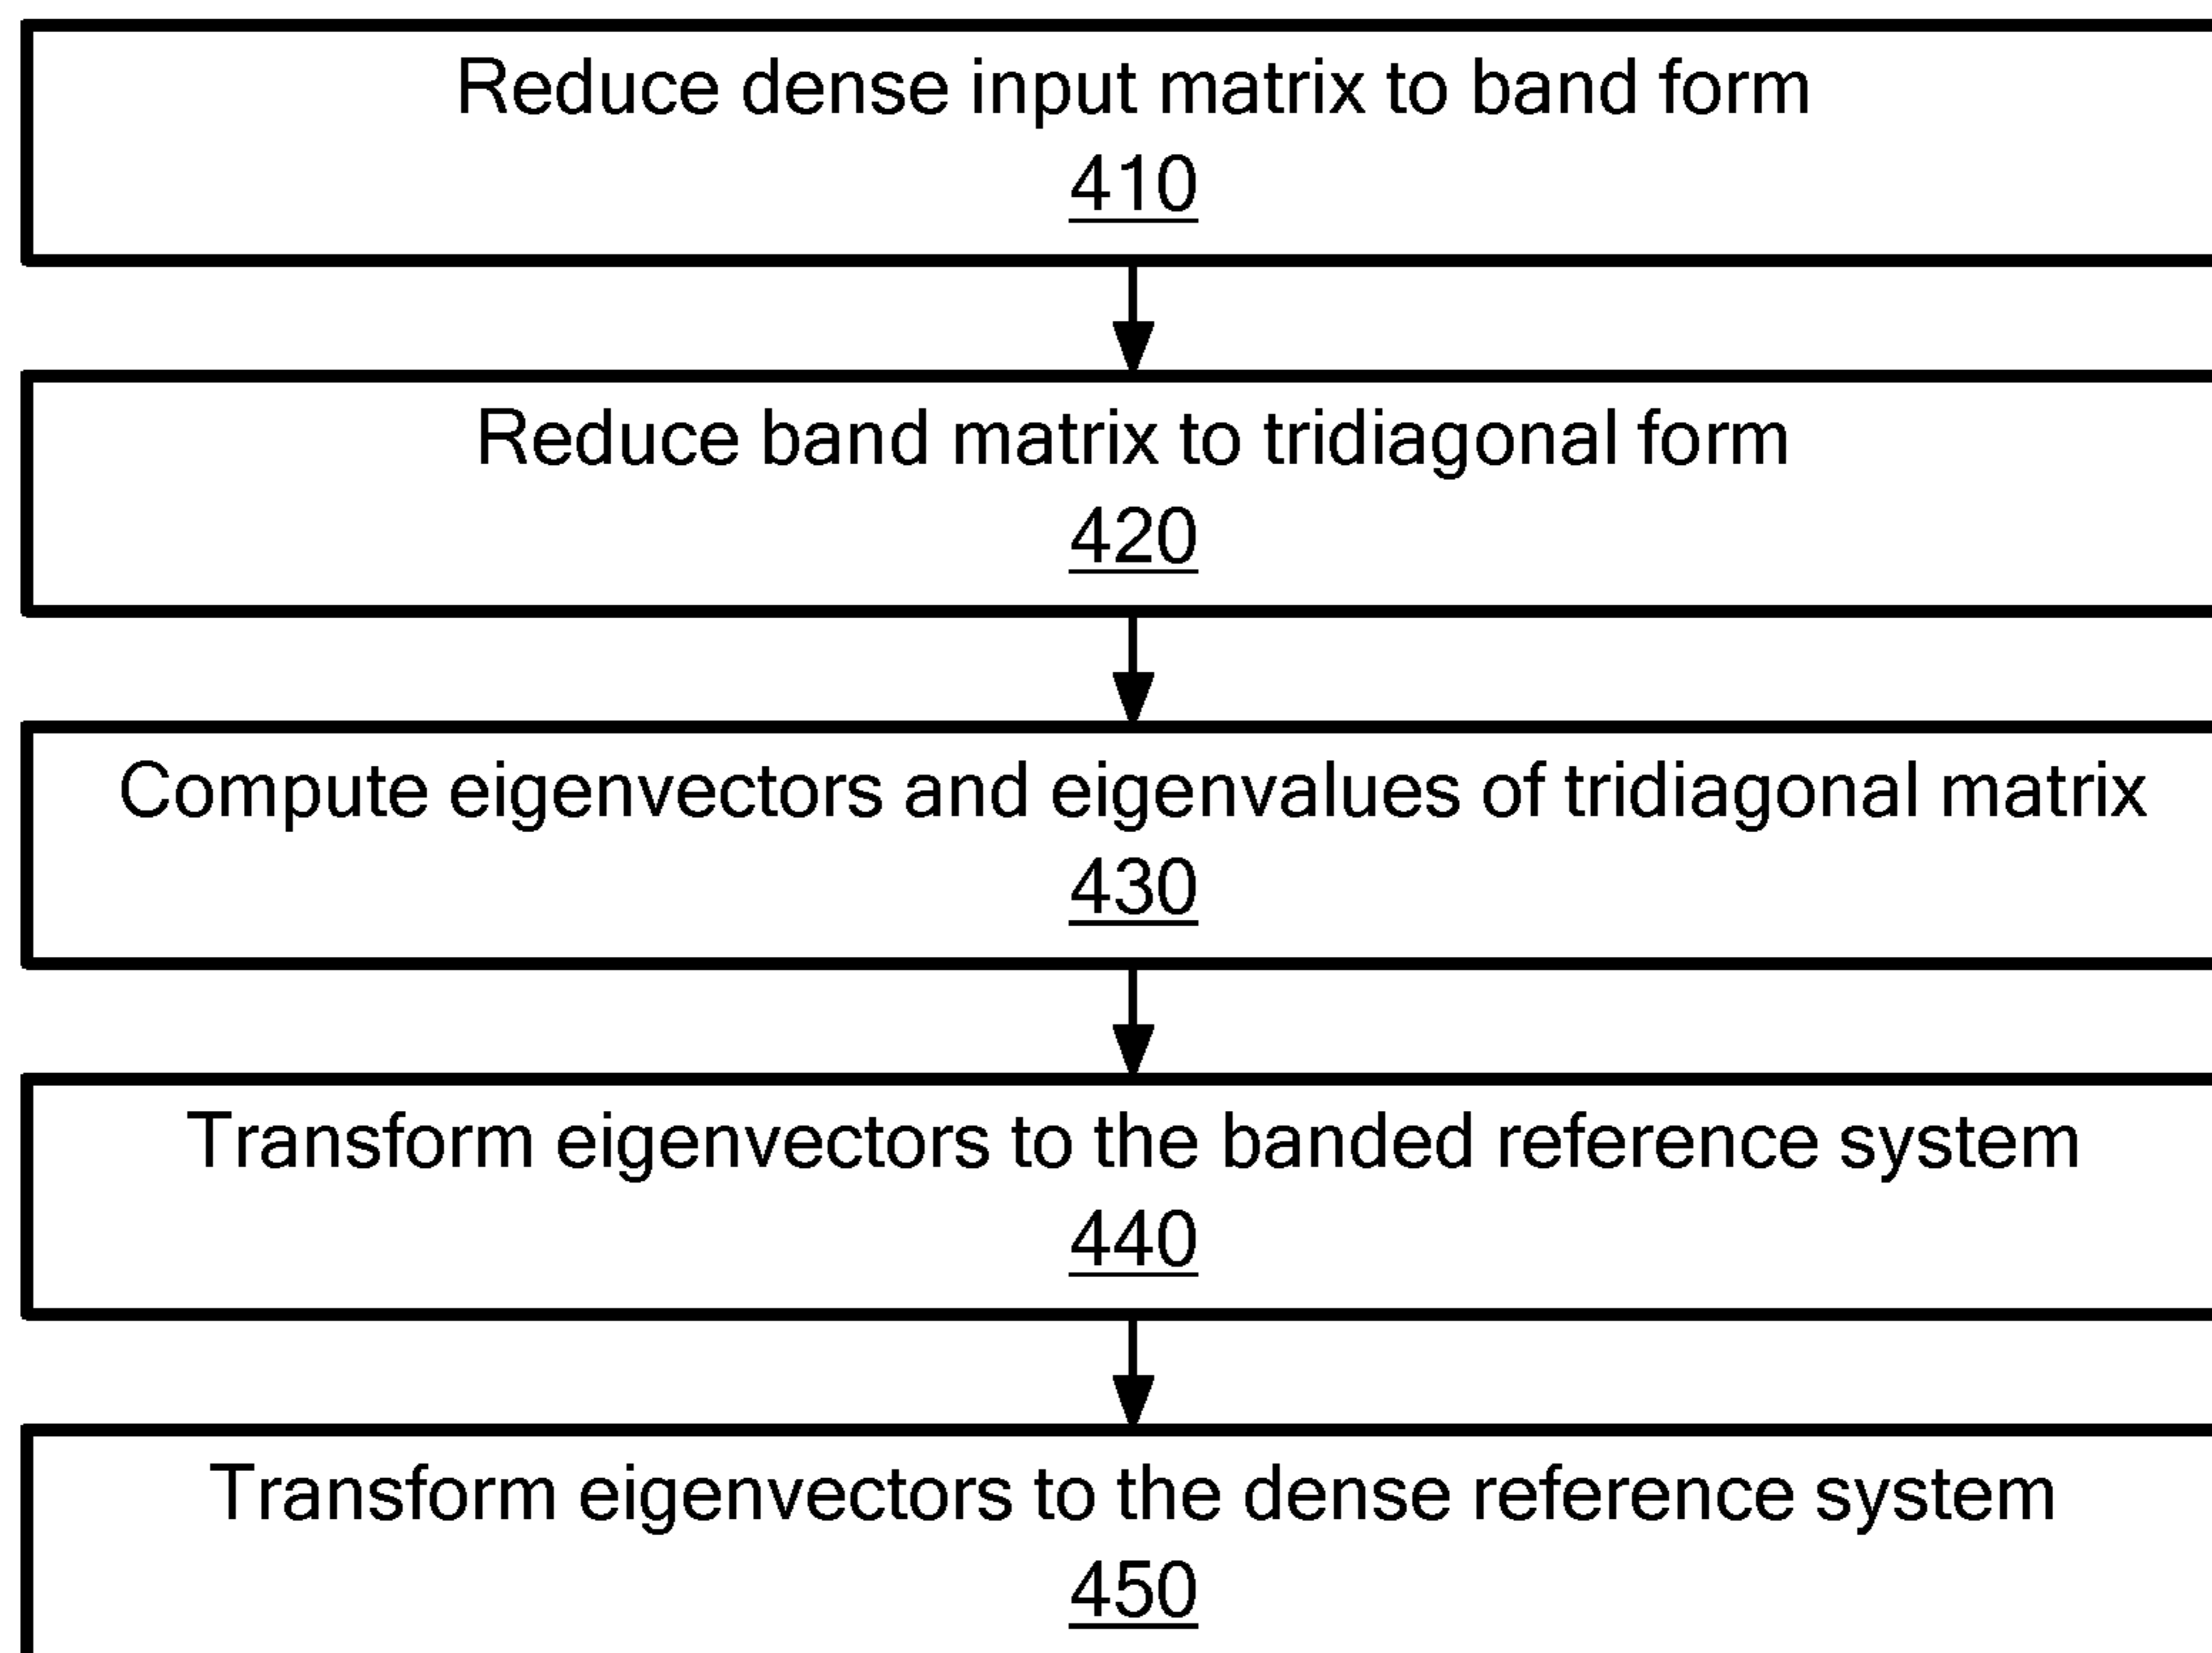 Reduce dense input matrix to band form
410
Reduce band matrix to tridiagonal form
420
Compute eigenvectors and eigenvalues of tridiagonal matrix
430
Transform eigenvectors to the banded reference system
440
Transform eigenvectors to the dense reference system
450